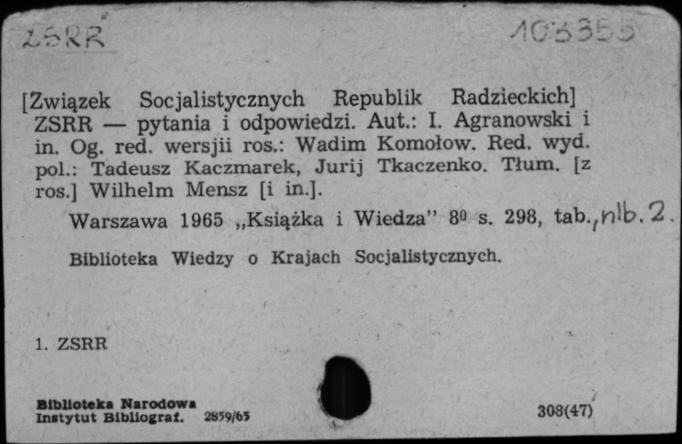 ZSRR 103355
[Związek Socjalistycznych Republik Radzieckich]
ZSRR — pytania i odpowiedzi. Aut.: I. Agranowski i
in. Og. red. wersjii ros.: Wadim Komołow. Red. wyd.
pol.: Tadeusz Kaczmarek, Jurij Tkaczenko. Tłum. [z
ros.] Wilhelm Mensz [i in.].
Warszawa 1965 „Książka i Wiedza” 8⁰ s. 298, tab., nlb. 2.
Biblioteka Wiedzy o Krajach Socjalistycznych.
1. ZSRR
Biblioteka Narodowa
Instytut Bibliograf. 2859/65 308(47)